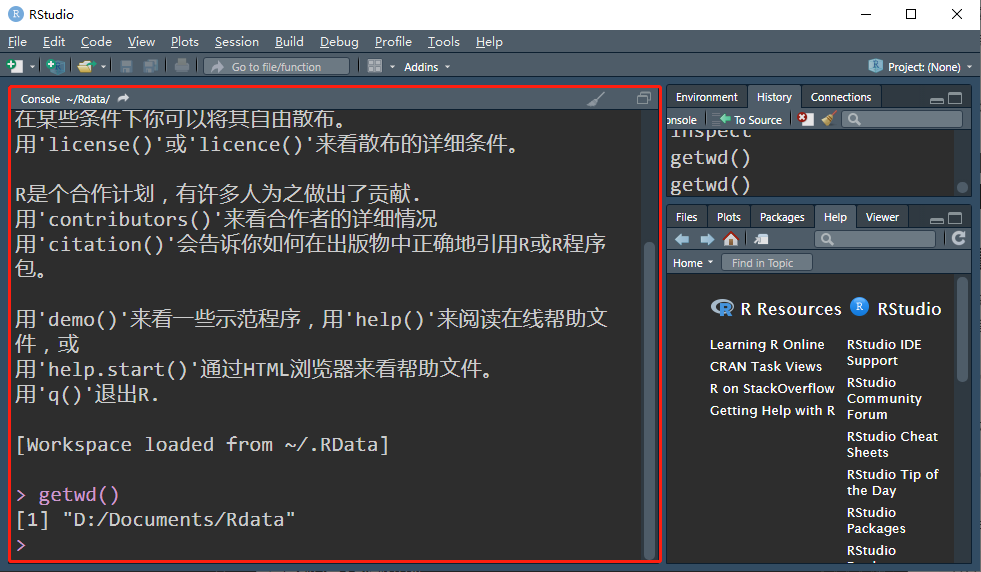 RStudio
File Edit Code View Plots Session Build Debug Profile Tools Help
Go to file/function Addins Project: (None)
Console ~/Rdata/
在某些条件下你可以将其自由散布。
用'license()'或'licence()'来看散布的详细条件。
R是个合作计划，有许多人为之做出了贡献.
用'contributors()'来看合作者的详细情况
用'citation()'会告诉你如何在出版物中正确地引用R或R程序
包。
用'demo()'来看一些示范程序，用'help()'来阅读在线帮助文
件，或
用'help.start()'通过HTML浏览器来看帮助文件。
用'q()'退出R.
[Workspace loaded from ~/.RData]
> getwd()
[1] "D:/Documents/Rdata"
>
Environment History Connections
onsole To Source
inspect
getwd()
getwd()
Files Plots Packages Help Viewer
Home Find in Topic
R Resources
Learning R Online
CRAN Task Views
R on StackOverflow
Getting Help with R
RStudio
RStudio IDE
Support
RStudio
Community
Forum
RStudio Cheat
Sheets
RStudio Tip of
the Day
RStudio
Packages
RStudio